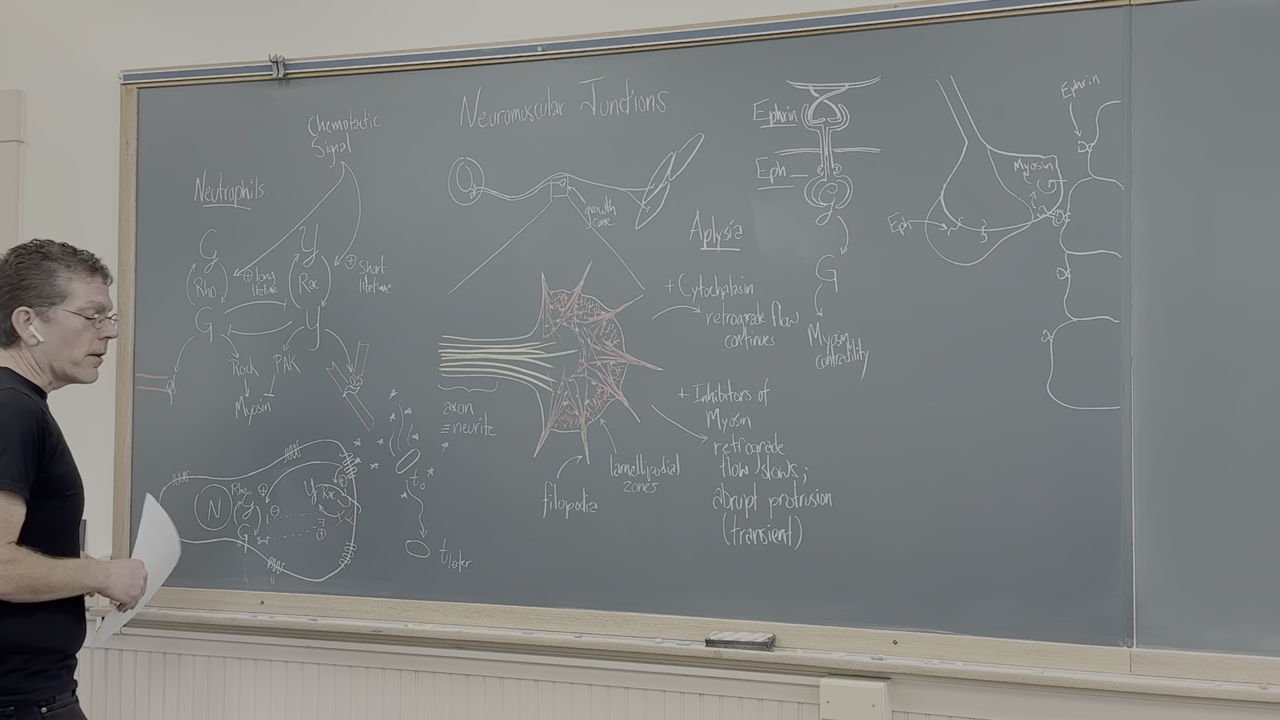 Chemotactic
Signal
Neutrophils
G
Rho
G
⊕ long
lifetime
Rac
⊕ Short
lifetime
Rock
PAK
Myosin
N
Rho
G
Rac
t₀
t later
Neuromuscular Junctions
growth
cone
axon
≡ neurite
filopodia
lamellipodial
zones
Aplysia
+ Cytochalasin
retrograde flow
continues
+ Inhibitors of
Myosin
retrograde
flow slows;
abrupt protrusion
(transient)
Ephrin
Eph
G
Myosin
contractility
Eph
Myosin
Ephrin